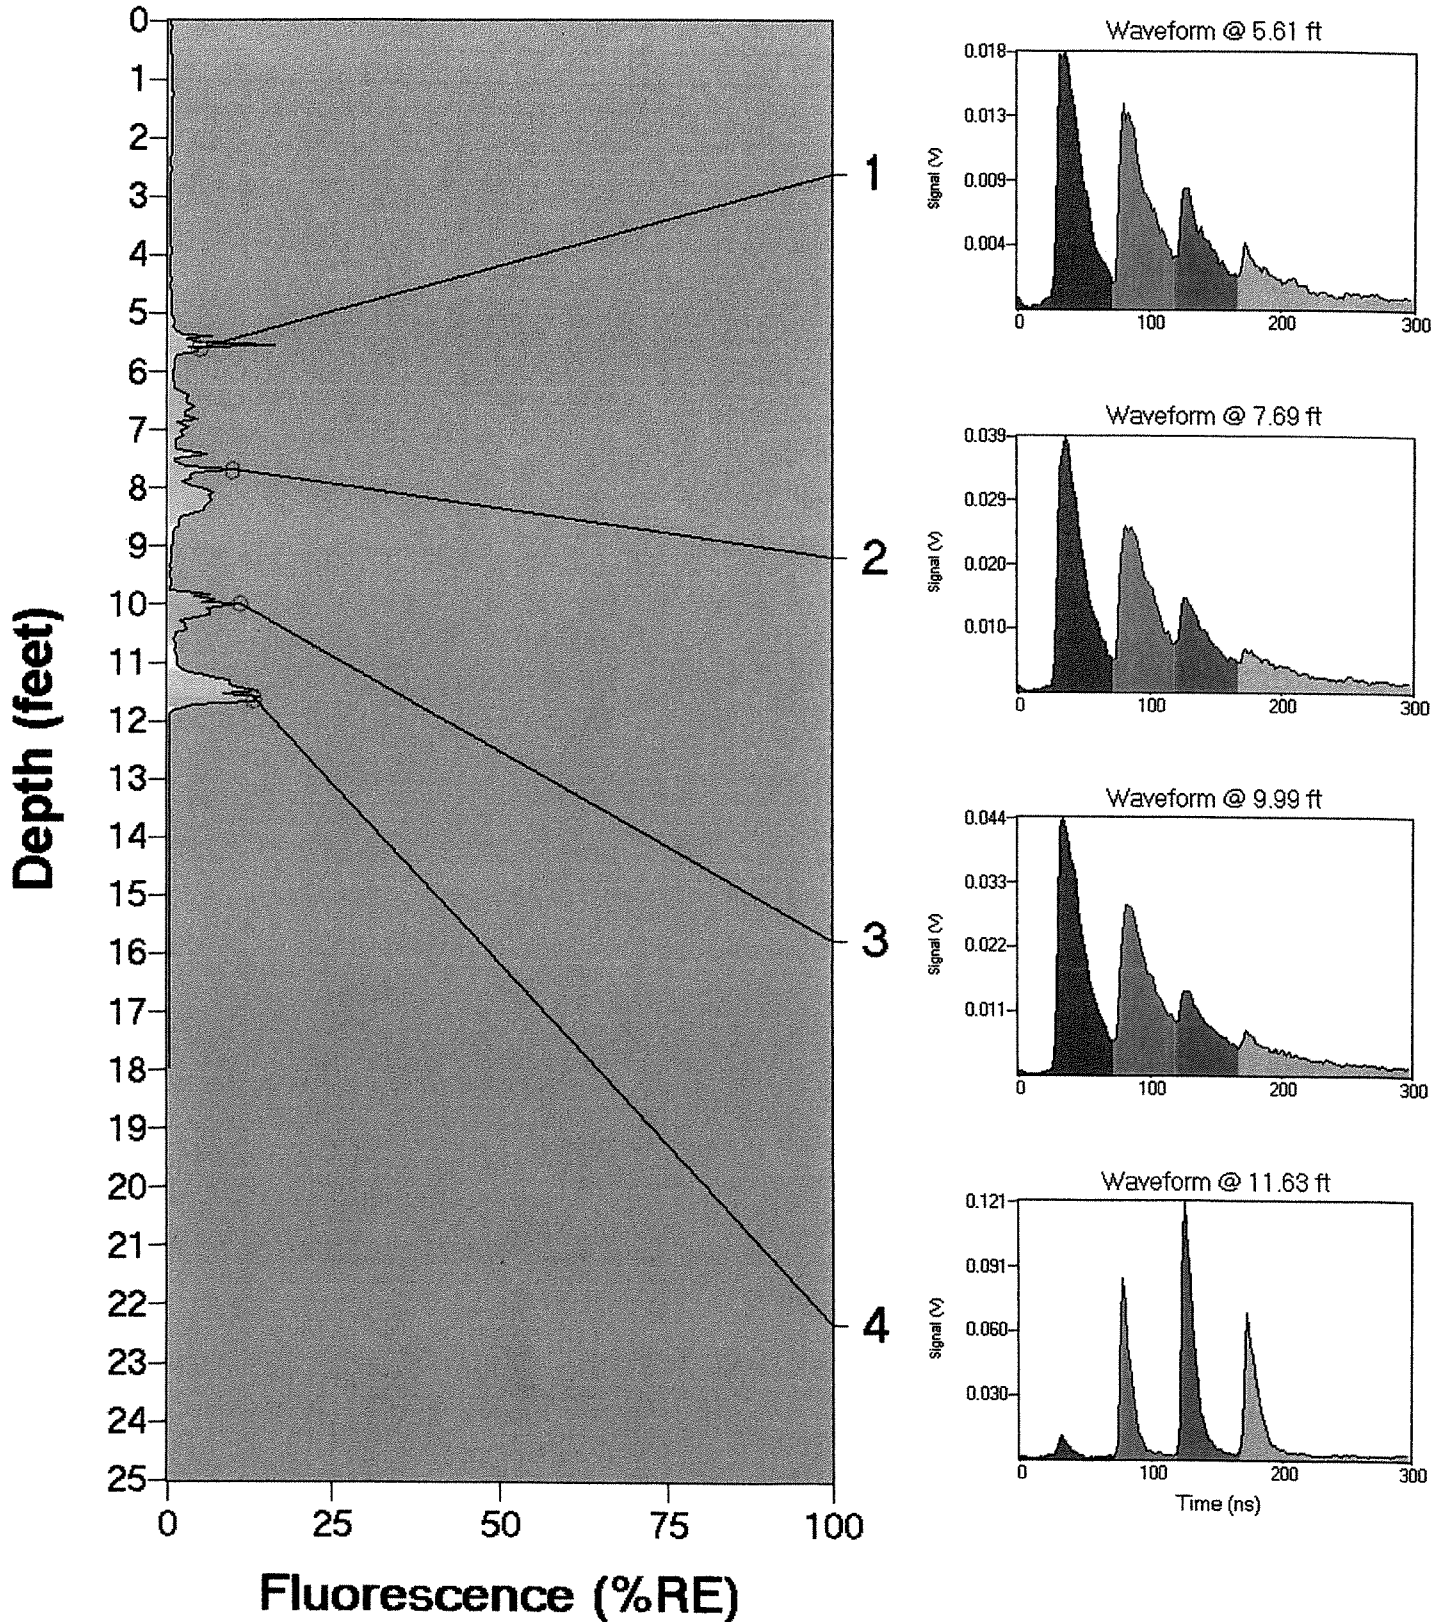 Depth (feet)
0
1
2
3
4
5
6
7
8
9
10
11
12
13
14
15
16
17
18
19
20
21
22
23
24
25
0 25 50 75 100
Fluorescence (%RE)
1
2
3
4
Waveform @ 5.61 ft
Signal (V)
0.018
0.013
0.009
0.004
0 100 200 300
Waveform @ 7.69 ft
Signal (V)
0.039
0.029
0.020
0.010
0 100 200 300
Waveform @ 9.99 ft
Signal (V)
0.044
0.033
0.022
0.011
0 100 200 300
Waveform @ 11.63 ft
Signal (V)
0.121
0.091
0.060
0.030
0 100 200 300
Time (ns)